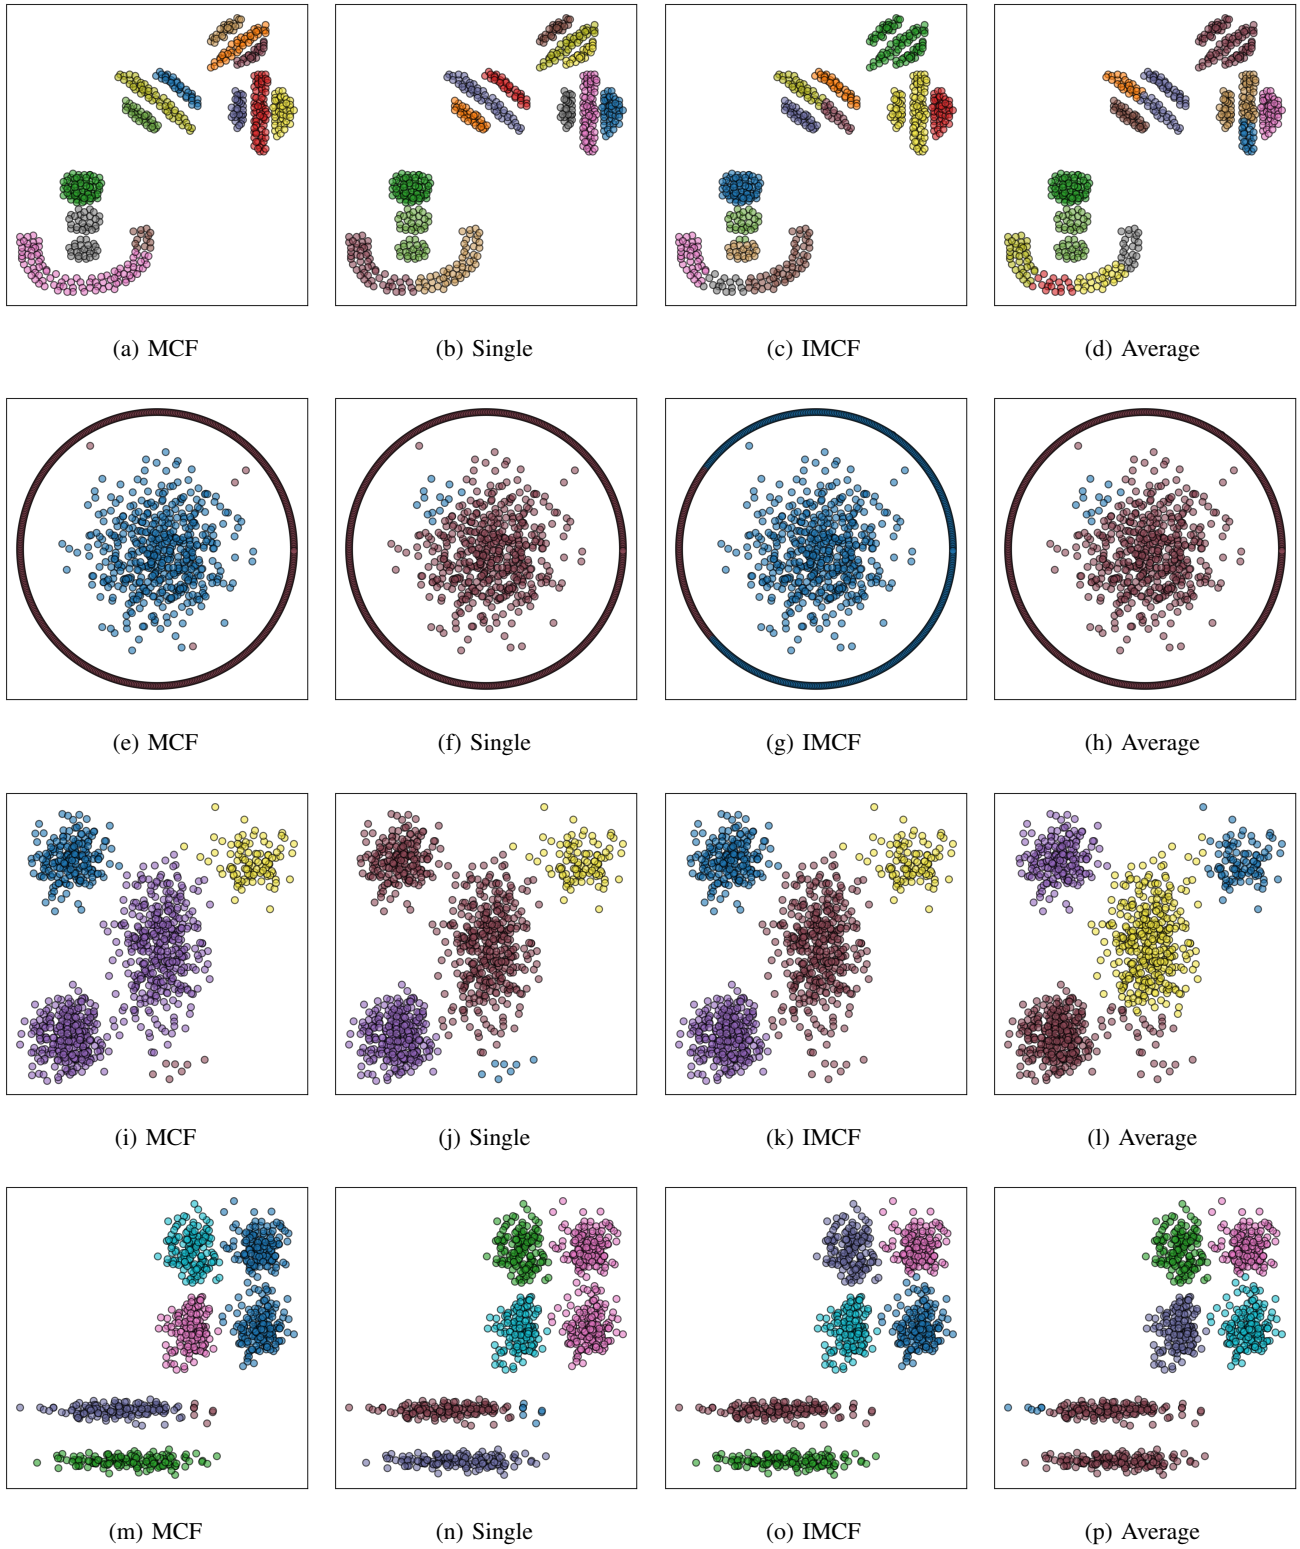 (a) MCF (b) Single (c) IMCF (d) Average
(e) MCF (f) Single (g) IMCF (h) Average
(i) MCF (j) Single (k) IMCF (l) Average
(m) MCF (n) Single (o) IMCF (p) Average